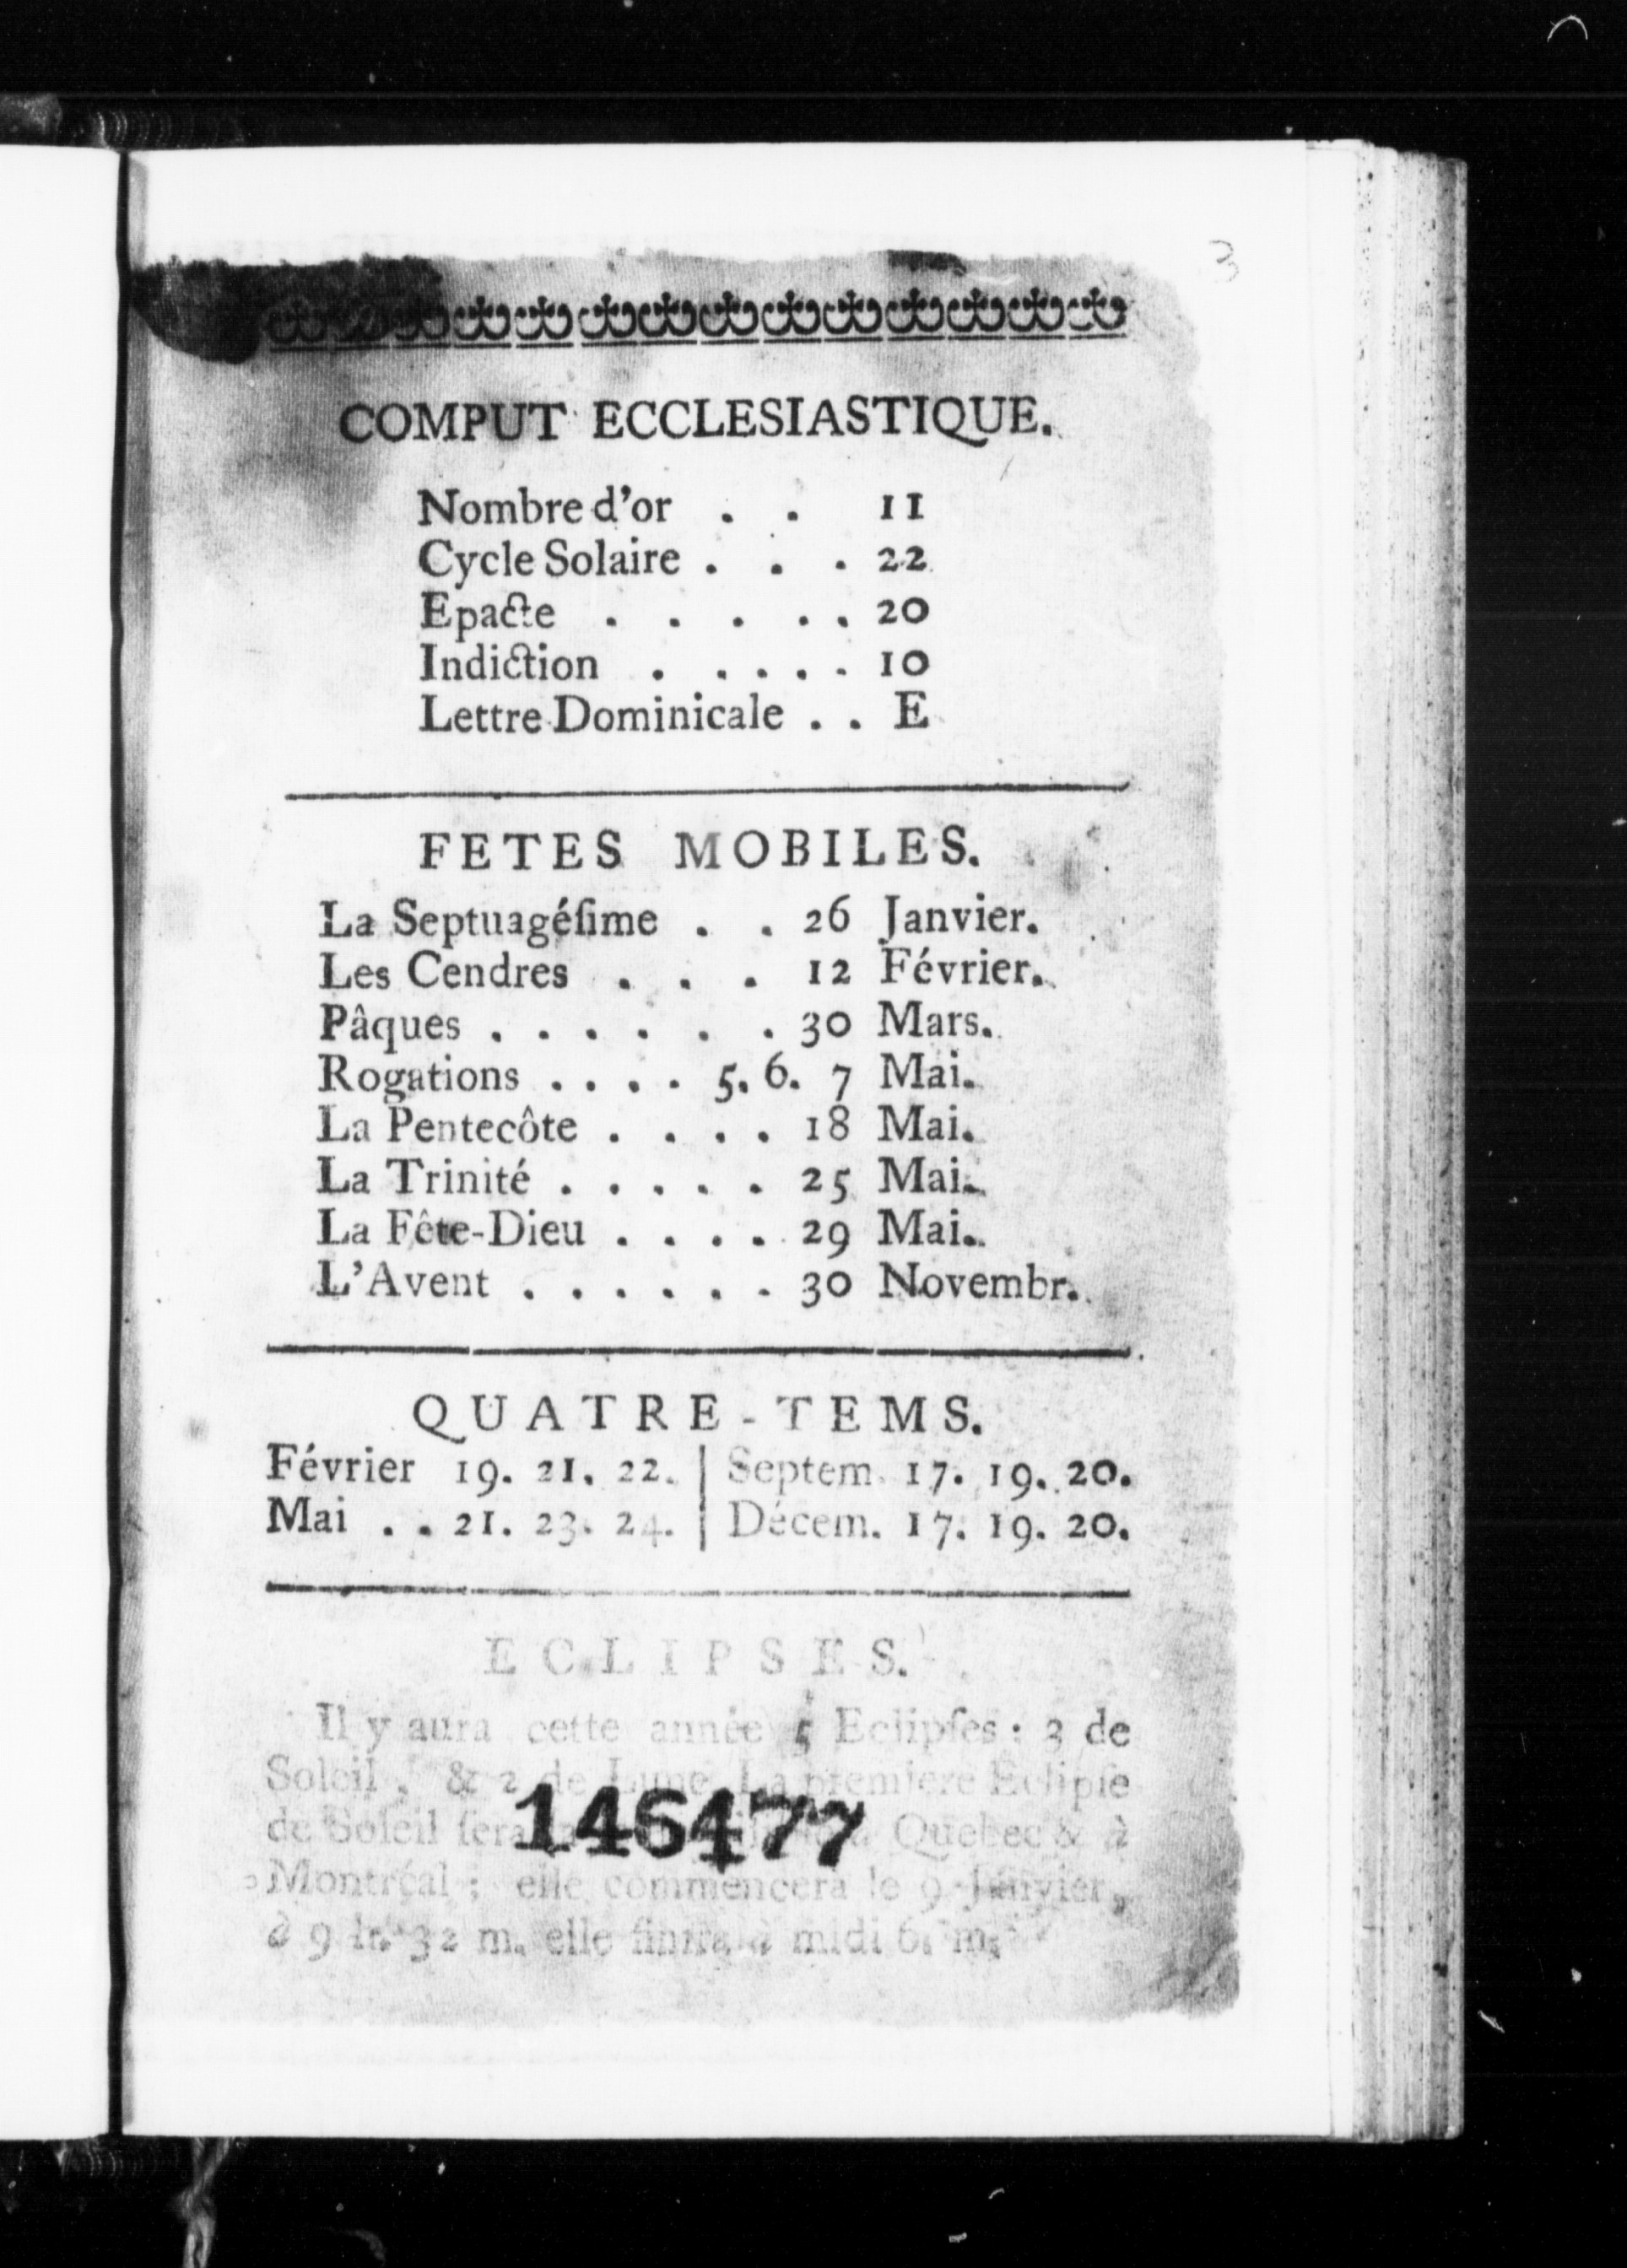 3
COMPUT ECCLESIASTIQUE.
Nombre d'or . . 11
Cycle Solaire . . . 22
Epacte . . . . . 20
Indiction . . . . . 10
Lettre Dominicale . . E
FETES MOBILES.
La Septuagéſime . . 26 Janvier.
Les Cendres . . . 12 Février.
Pâques . . . . . . 30 Mars.
Rogations . . . . 5. 6. 7 Mai.
La Pentecôte . . . . 18 Mai.
La Trinité . . . . . 25 Mai.
La Fête-Dieu . . . . 29 Mai.
L'Avent . . . . . . 30 Novembr.
QUATRE-TEMS.
Février 19. 21. 22. | Septem. 17. 19. 20.
Mai . . 21. 23. 24. | Décem. 17. 19. 20.
ECLIPSES.
Il y aura cette année 5 Eclipſes : 3 de
Soleil, & 2 de Lune. La premiere Eclipſe
de Soleil ſera Quebec & à
146477
Montréal ; elle commencera le 9 Janvier,
à 9 h. 32 m. elle finira à midi 6. m.